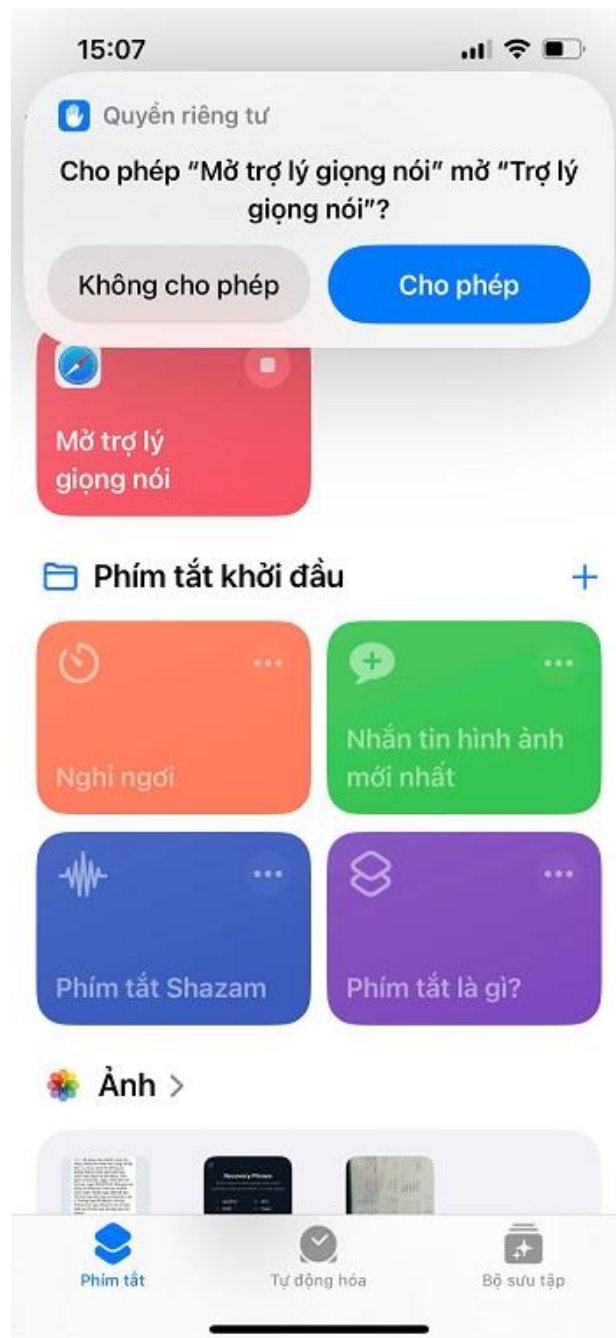 15:07
Quyền riêng tư
Cho phép “Mở trợ lý giọng nói” mở “Trợ lý
giọng nói”?
Không cho phép
Cho phép
Mở trợ lý
giọng nói
Phím tắt khởi đầu
Nghỉ ngơi
Nhắn tin hình ảnh
mới nhất
Phím tắt Shazam
Phím tắt là gì?
Ảnh
Recovery Phrase
Phím tắt
Tự động hóa
Bộ sưu tập